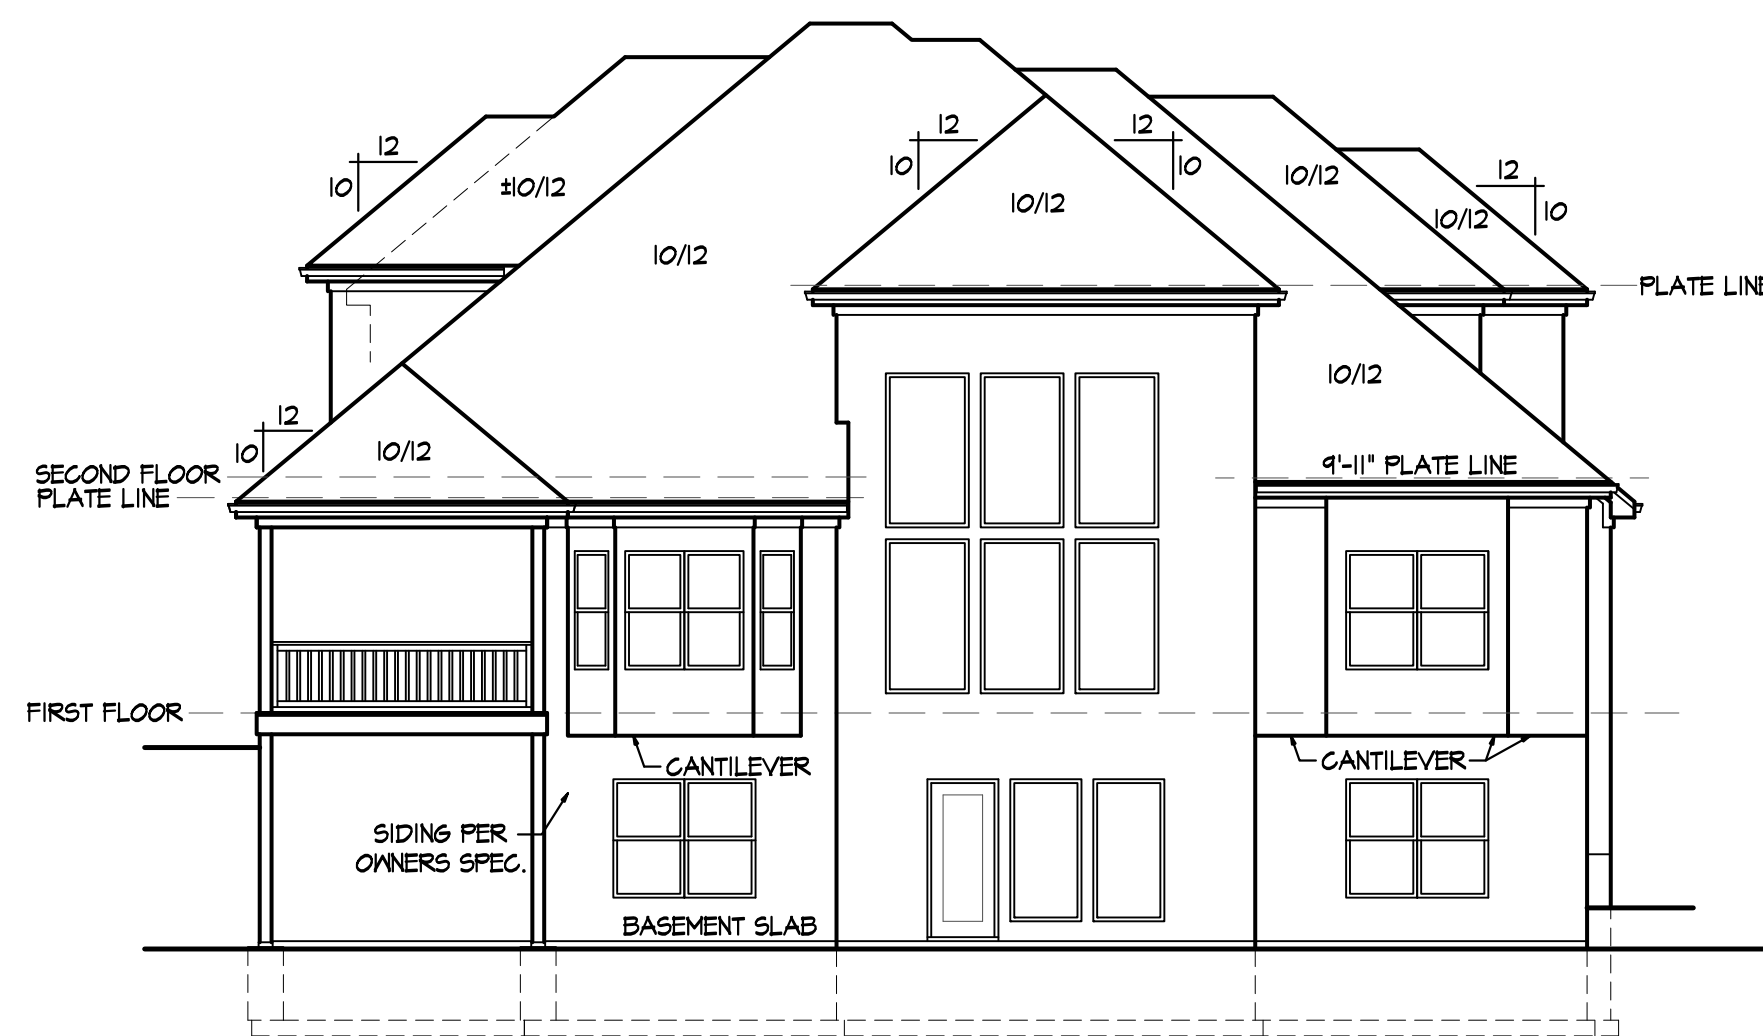 12
10
±10/12
12
10
12
10
10/12
10/12
12
10
10/12
10/12
PLATE LINE
10/12
12
10
10/12
SECOND FLOOR
PLATE LINE
9'-11" PLATE LINE
FIRST FLOOR
CANTILEVER
CANTILEVER
SIDING PER
OWNERS SPEC.
BASEMENT SLAB